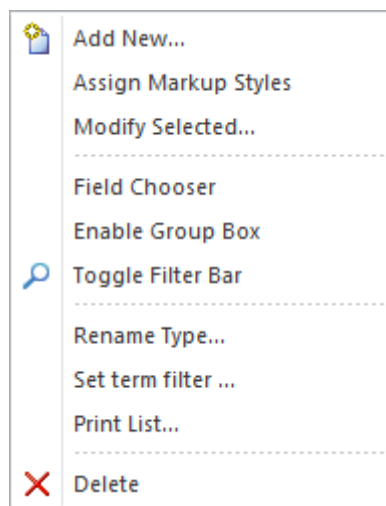 Add New...
Assign Markup Styles
Modify Selected...
Field Chooser
Enable Group Box
Toggle Filter Bar
Rename Type...
Set term filter ...
Print List...
Delete